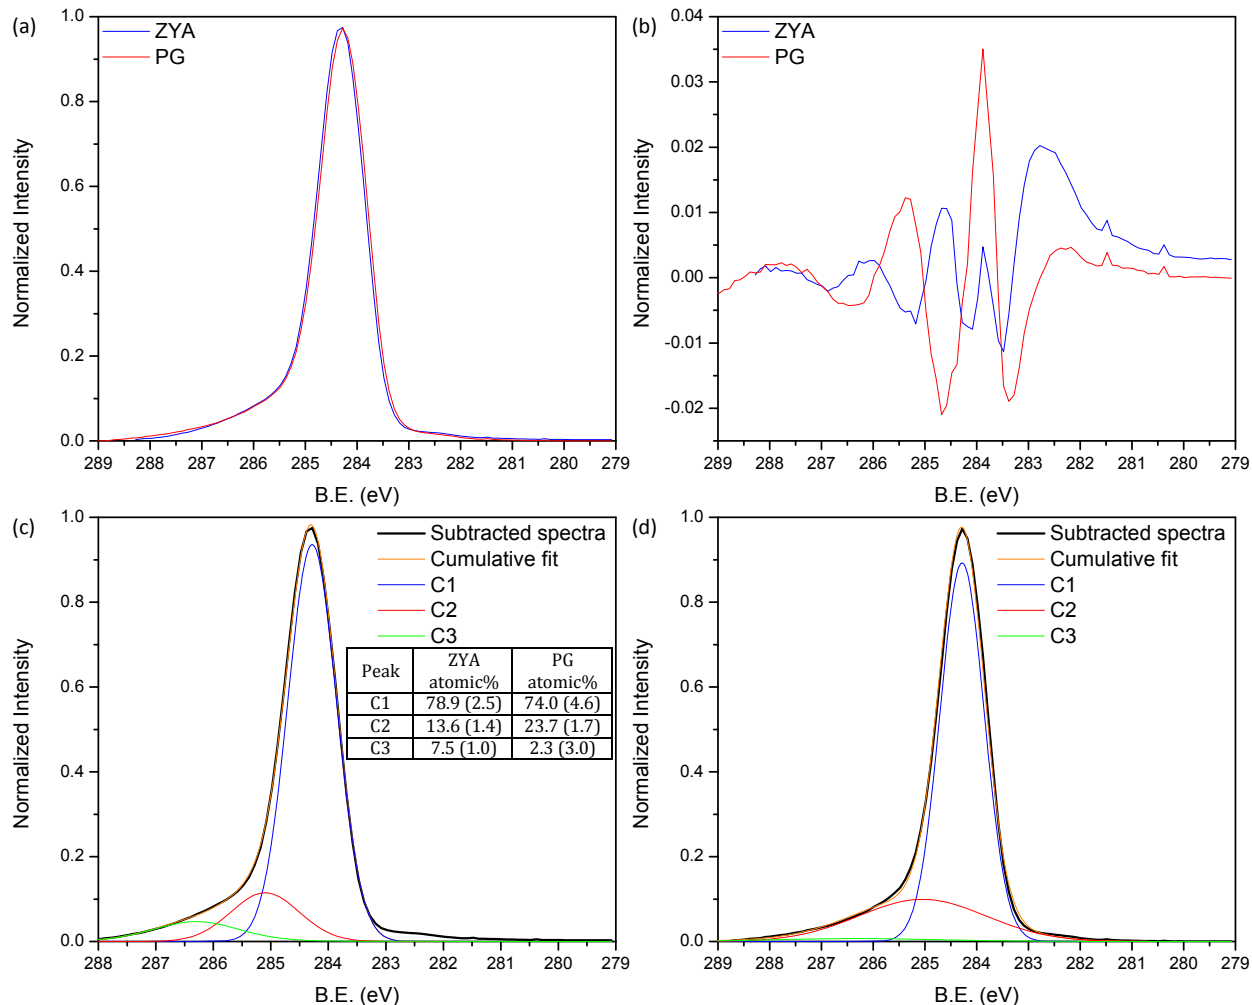 (a)
ZYA
PG
1.0
0.8
0.6
0.4
0.2
0.0
Normalized Intensity
289 288 287 286 285 284 283 282 281 280 279
B.E. (eV)
(b)
ZYA
PG
0.04
0.03
0.02
0.01
0.00
-0.01
-0.02
Normalized Intensity
289 288 287 286 285 284 283 282 281 280 279
B.E. (eV)
(c)
Subtracted spectra
Cumulative fit
C1
C2
C3
Peak ZYA atomic% PG atomic%
C1 78.9 (2.5) 74.0 (4.6)
C2 13.6 (1.4) 23.7 (1.7)
C3 7.5 (1.0) 2.3 (3.0)
1.0
0.8
0.6
0.4
0.2
0.0
Normalized Intensity
288 287 286 285 284 283 282 281 280 279
B.E. (eV)
(d)
Subtracted spectra
Cumulative fit
C1
C2
C3
1.0
0.8
0.6
0.4
0.2
0.0
Normalized Intensity
289 288 287 286 285 284 283 282 281 280 279
B.E. (eV)